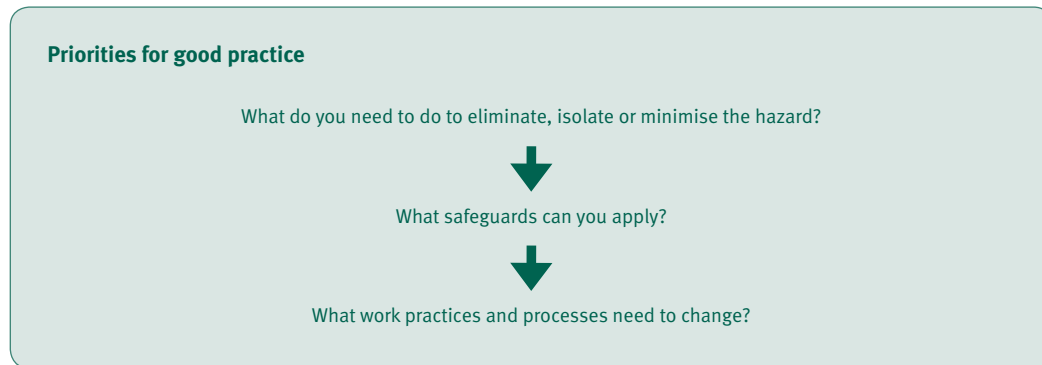 Priorities for good practice
What do you need to do to eliminate, isolate or minimise the hazard?
What safeguards can you apply?
What work practices and processes need to change?